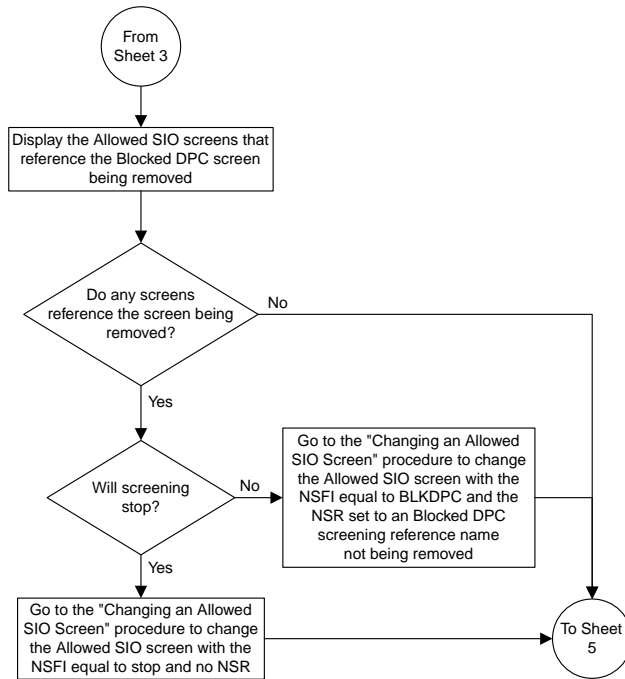 From
Sheet 3
Display the Allowed SIO screens that
reference the Blocked DPC screen
being removed
Do any screens
reference the screen being
removed?
No
Yes
Will screening
stop?
No
Go to the "Changing an Allowed
SIO Screen" procedure to change
the Allowed SIO screen with the
NSFI equal to BLKDPC and the
NSR set to an Blocked DPC
screening reference name
not being removed
Yes
Go to the "Changing an Allowed
SIO Screen" procedure to change
the Allowed SIO screen with the
NSFI equal to stop and no NSR
To Sheet
5